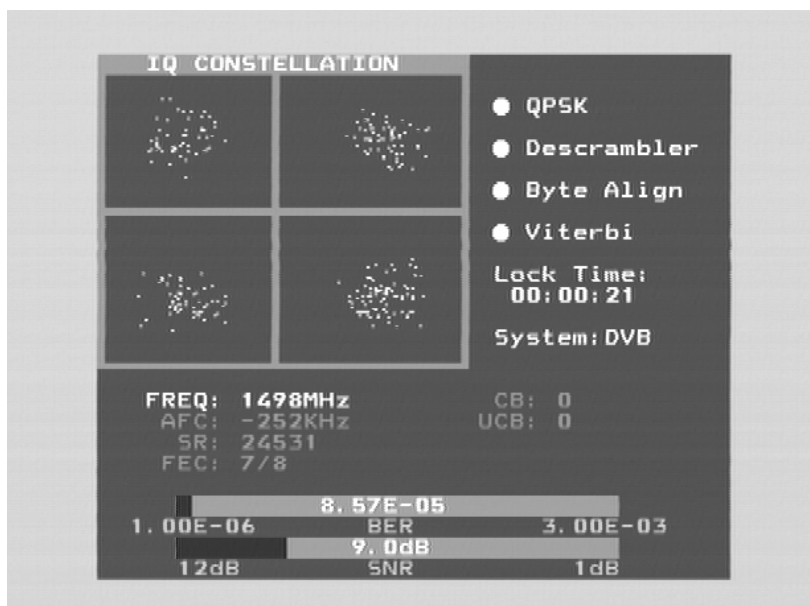 IQ CONSTELLATION
QPSK
Descrambler
Byte Align
Viterbi
Lock Time:
00:00:21
System:DVB
FREQ: 1498MHz
AFC: -252KHz
SR: 24531
FEC: 7/8
CB: 0
UCB: 0
8.57E-05
1.00E-06 BER 3.00E-03
9.0dB
12dB SNR 1dB